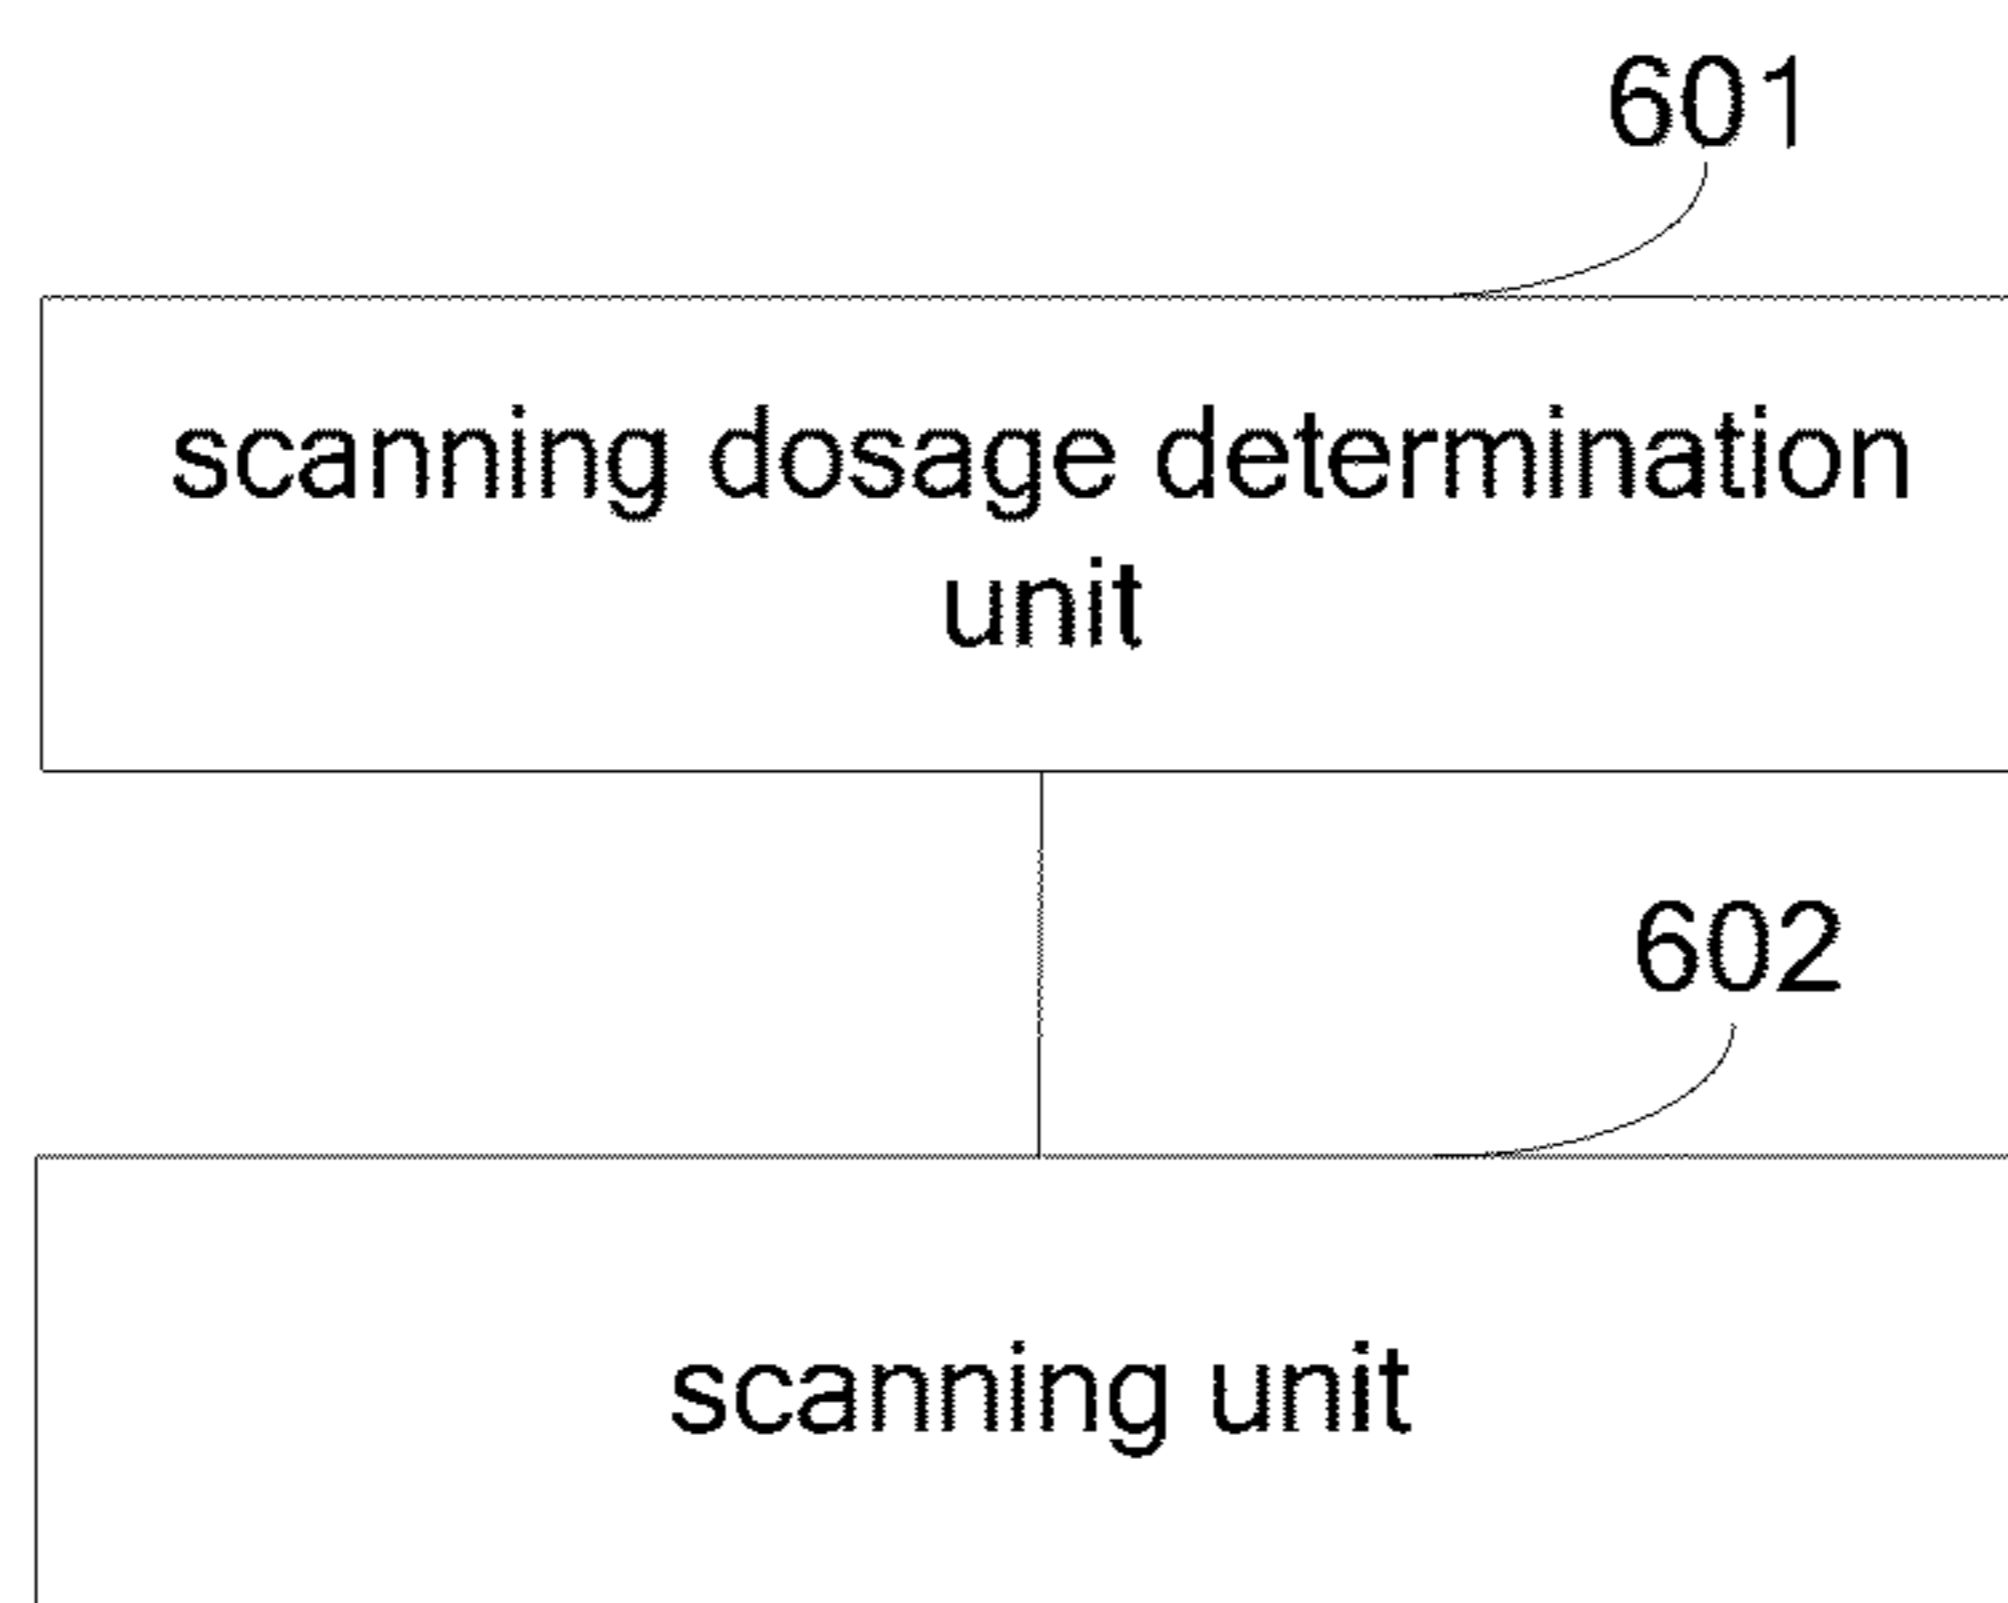 601
scanning dosage determination
unit
602
scanning unit